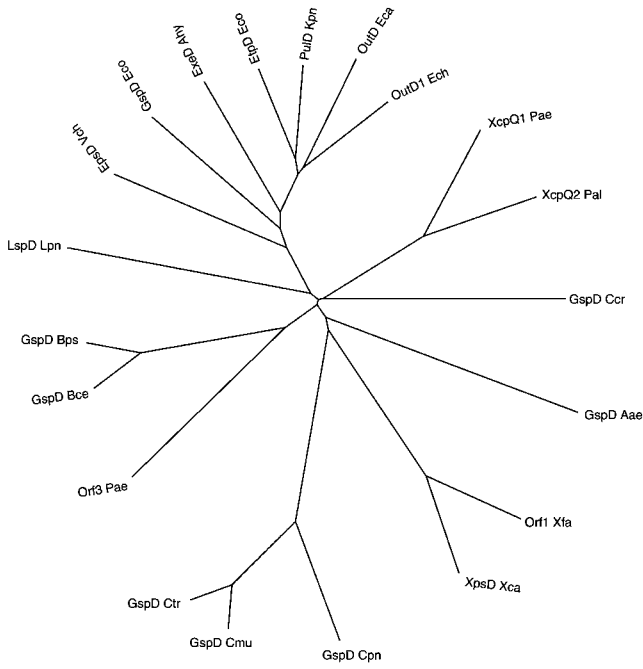 EtpD Eco
PulD Kpn
OutD Eca
ExeD Ahy
GspD Eco
OutD1 Ech
EpsD Vch
XcpQ1 Pae
XcpQ2 Pal
LspD Lpn
GspD Ccr
GspD Bps
GspD Bce
GspD Aae
Orf3 Pae
Orf1 Xfa
XpsD Xca
GspD Ctr
GspD Cmu
GspD Cpn